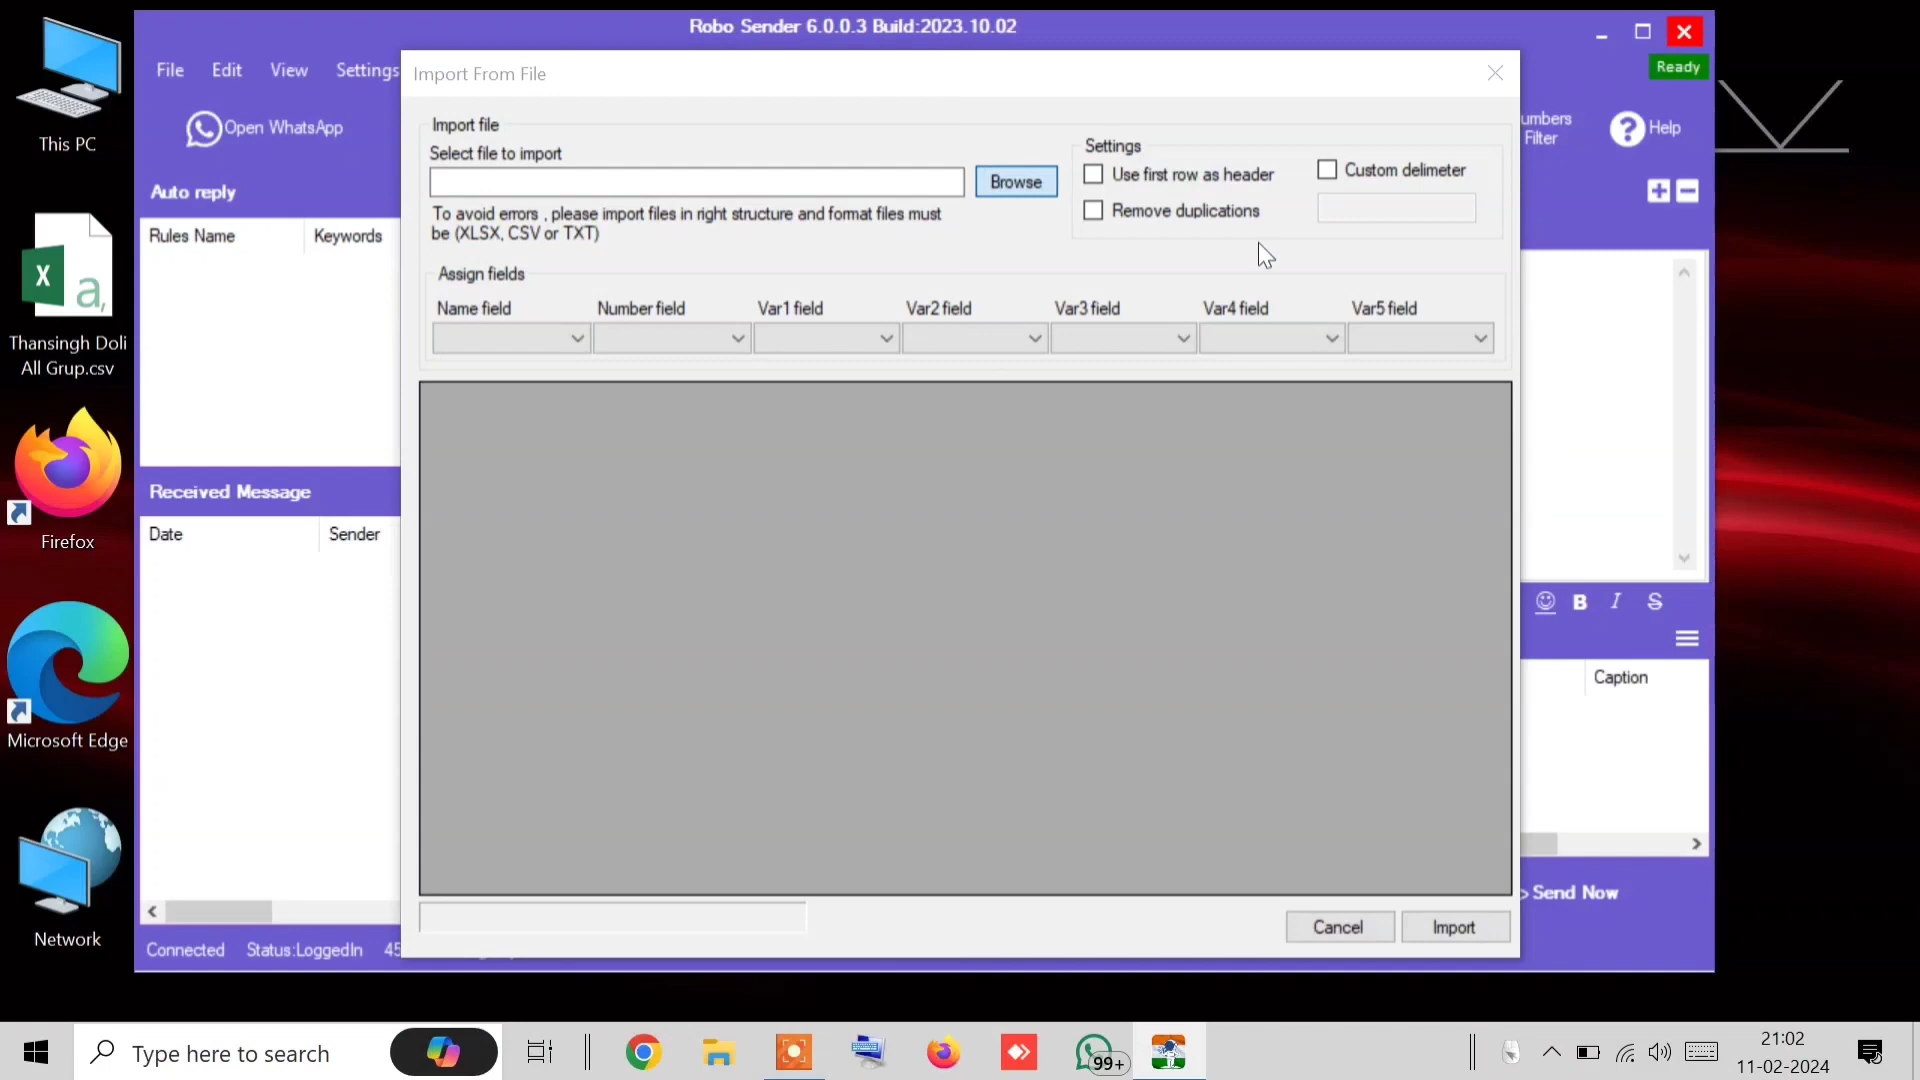 This PC
Thansingh Doli
All Grup.csv
Firefox
Microsoft Edge
Network
Robo Sender 6.0.0.3 Build:2023.10.02
Ready
File Edit View Settings
Open WhatsApp
umbers
Filter
Help
Auto reply
Rules Name Keywords
Received Message
Date Sender
Connected Status:LoggedIn 45
Import From File
Import file
Select file to import
Browse
To avoid errors , please import files in right structure and format files must
be (XLSX, CSV or TXT)
Settings
Use first row as header
Custom delimeter
Remove duplications
Assign fields
Name field Number field Var1 field Var2 field Var3 field Var4 field Var5 field
Cancel Import
B I S
Caption
Send Now
Type here to search
99+
21:02
11-02-2024